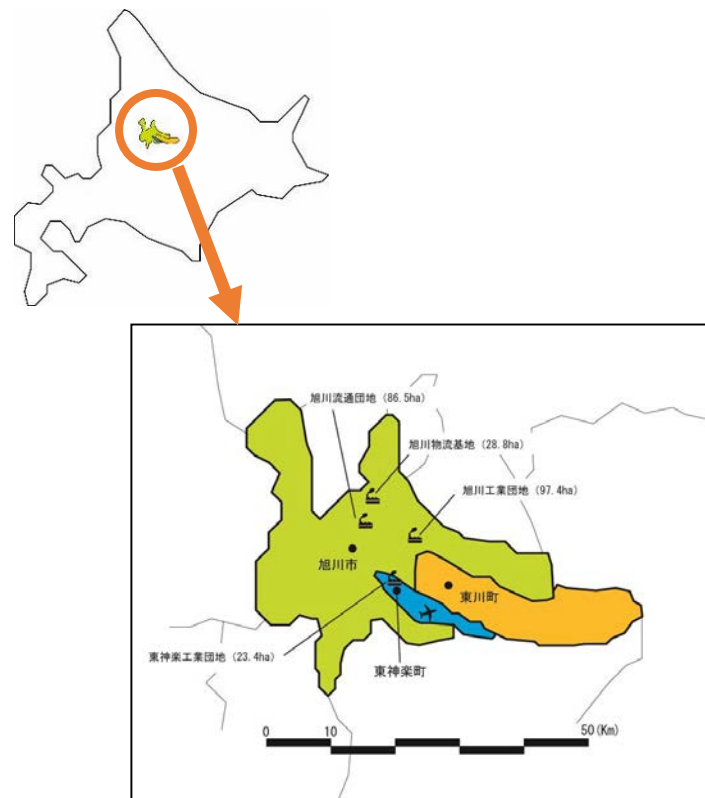 旭川流通団地 (86.5ha)
旭川物流基地 (28.8ha)
旭川工業団地 (97.4ha)
旭川市
東川町
東神楽工業団地 (23.4ha)
東神楽町
0 10 50 (Km)